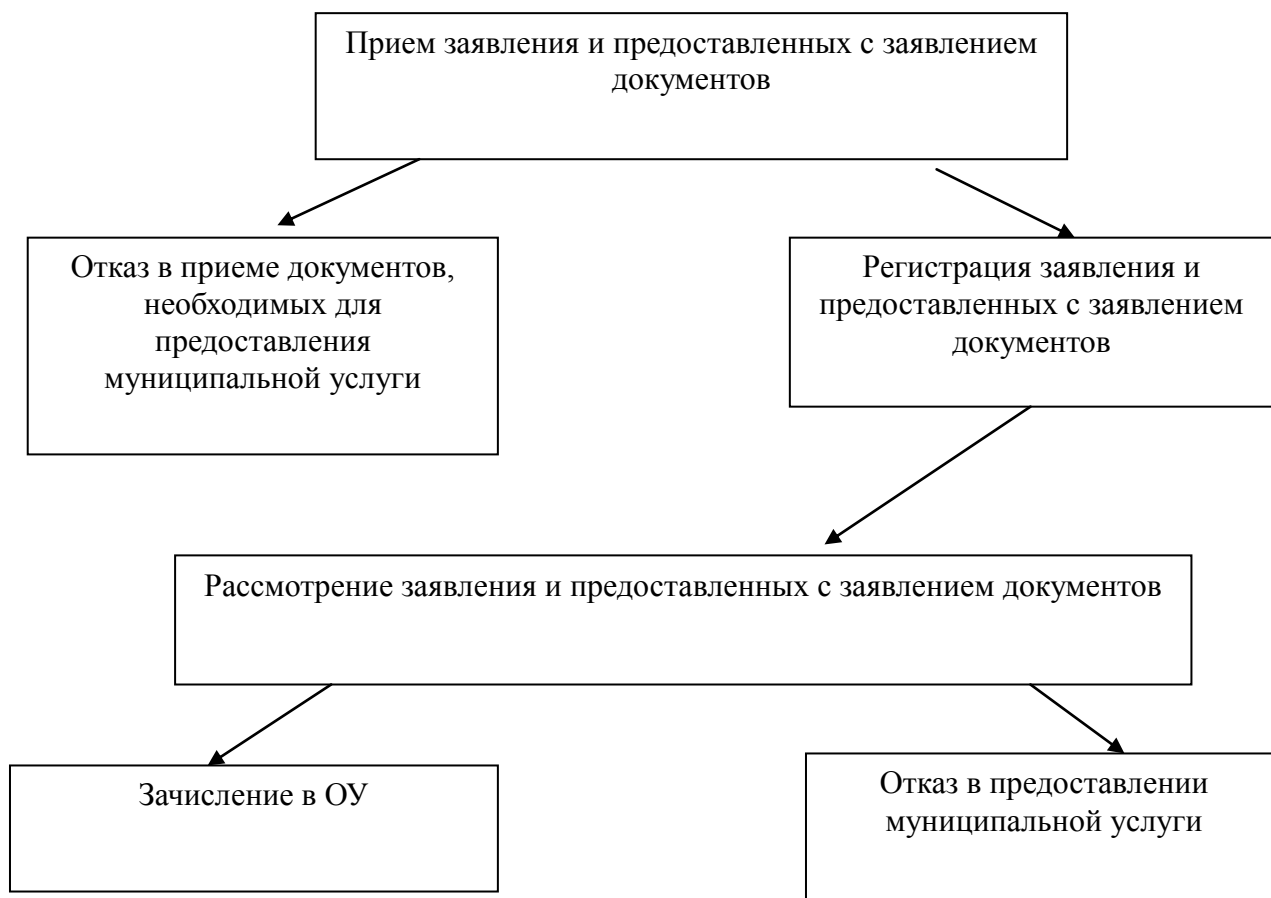 Прием заявления и предоставленных с заявлением
документов
Отказ в приеме документов,
необходимых для
предоставления
муниципальной услуги
Регистрация заявления и
предоставленных с заявлением
документов
Рассмотрение заявления и предоставленных с заявлением документов
Зачисление в ОУ
Отказ в предоставлении
муниципальной услуги